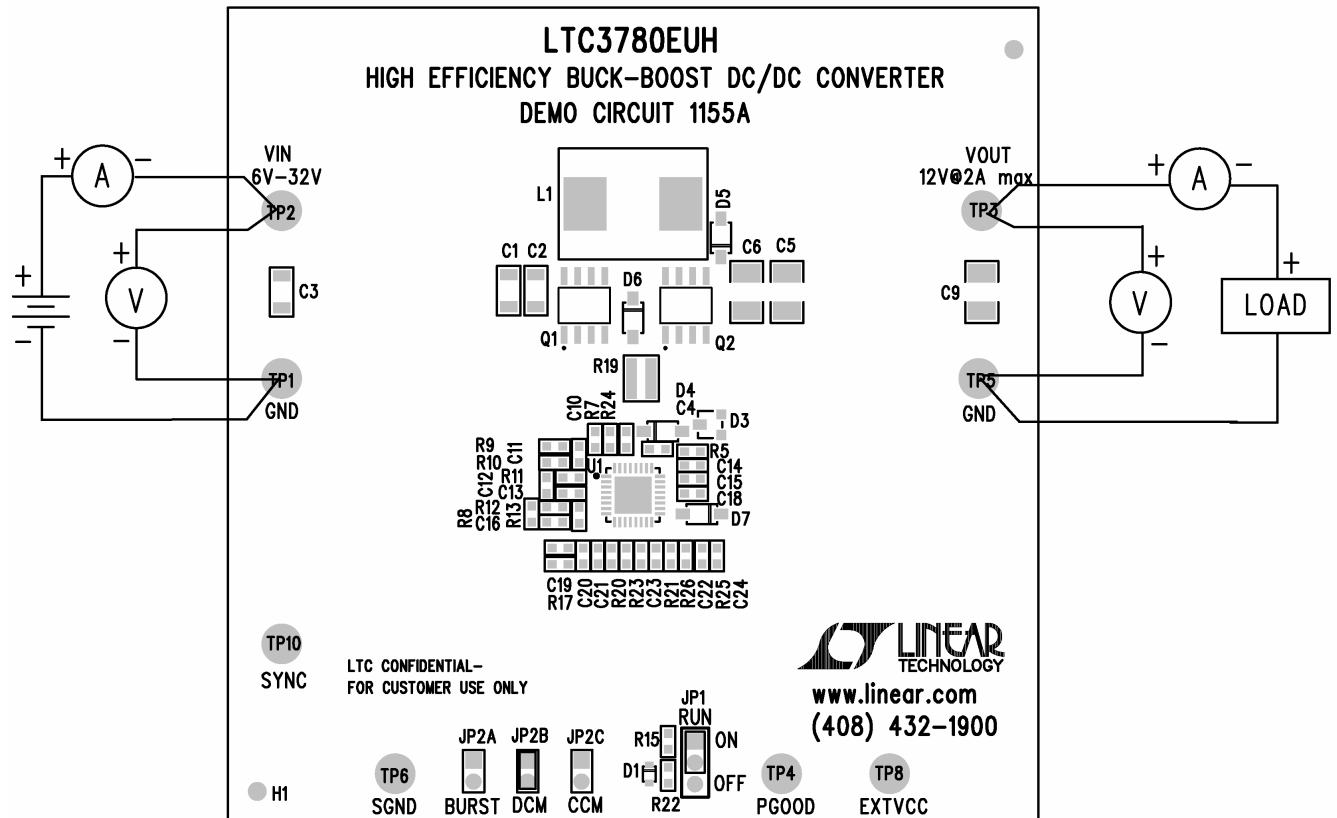 LTC3780EUH
HIGH EFFICIENCY BUCK-BOOST DC/DC CONVERTER
DEMO CIRCUIT 1155A
+ A -
VIN
6V-32V
TP2
+
V
-
+
-
C3
TP1
GND
VOUT
12V@2A max
TP3
+ A -
+
V
-
+
LOAD
C9
TP5
GND
L1
D5
C1 C2
D6
C6 C5
Q1
Q2
R19
C10
R7
R24
D4
C4
D3
R9
R10
C11
U1
R5
C14
C15
C18
C12
R11
C13
R8
R12
C16
R13
D7
C19
R17
C20
C21
R20
R23
C23
R21
R26
C22
R25
C24
TP10
SYNC
LTC CONFIDENTIAL-
FOR CUSTOMER USE ONLY
LINEAR
TECHNOLOGY
www.linear.com
(408) 432-1900
JP1
RUN
ON
OFF
R15
D1
R22
JP2A
BURST
JP2B
DCM
JP2C
CCM
TP6
SGND
TP4
PGOOD
TP8
EXTVCC
H1